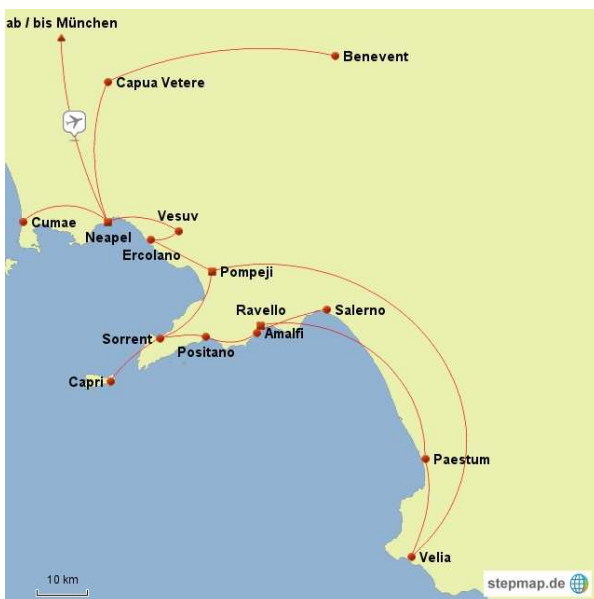 ab / bis München
Benevent
Capua Vetere
Cumae
Neapel
Vesuv
Ercolano
Pompeji
Ravello
Salerno
Amalfi
Sorrent
Positano
Capri
Paestum
Velia
10 km
stepmap.de